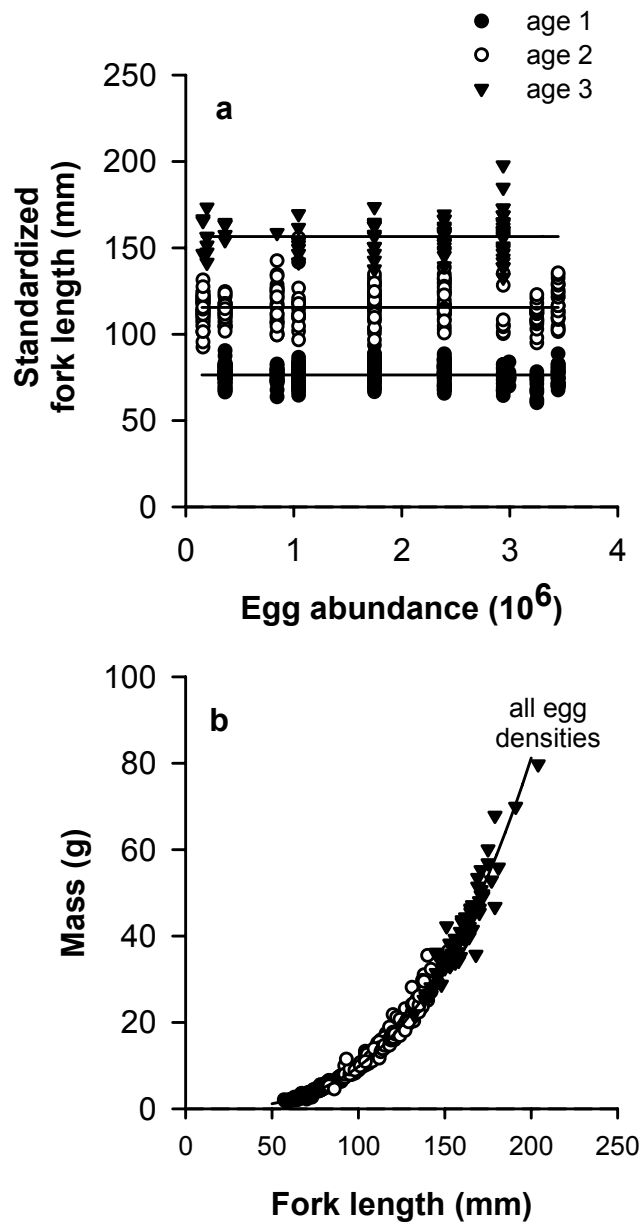 age 1
age 2
age 3
a
250
200
150
100
50
0
Standardized
fork length (mm)
0 1 2 3 4
Egg abundance (10⁶)
b
all egg
densities
100
80
60
40
20
0
Mass (g)
0 50 100 150 200 250
Fork length (mm)